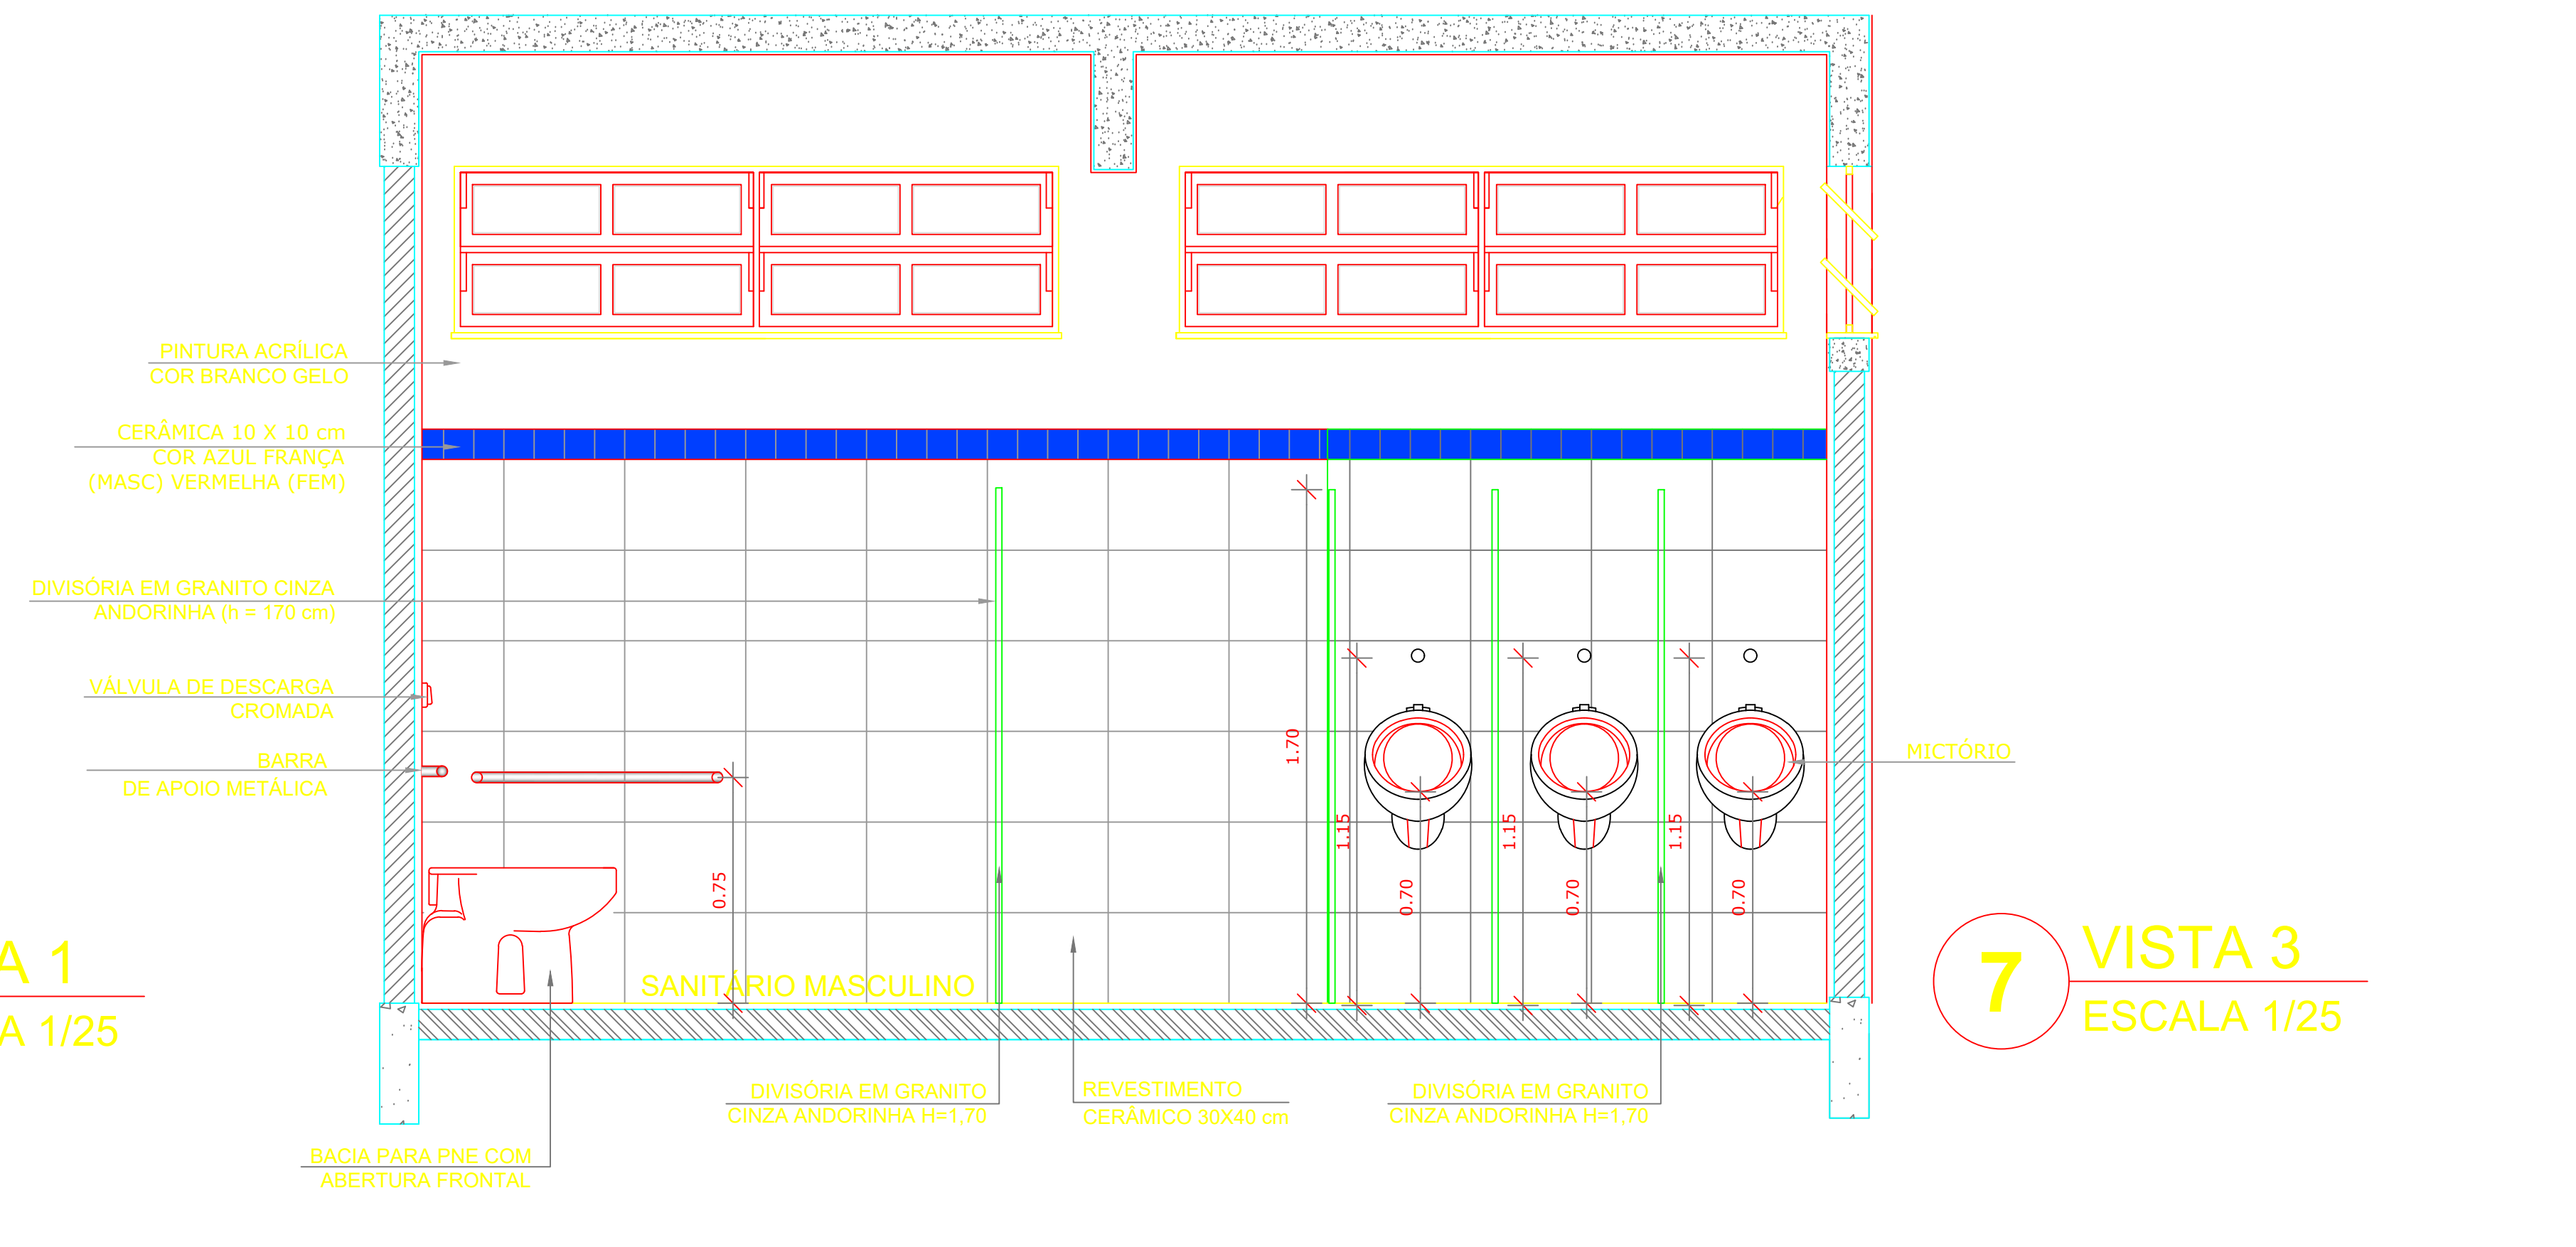 PINTURA ACRÍLICA
COR BRANCO GELO
CERÂMICA 10 X 10 cm
COR AZUL FRANÇA
(MASC) VERMELHA (FEM)
DIVISÓRIA EM GRANITO CINZA
ANDORINHA (h = 170 cm)
VÁLVULA DE DESCARGA
CROMADA
BARRA
DE APOIO METÁLICA
1.70
1.15
1.15
1.15
0.75
0.70
0.70
0.70
MICTÓRIO
SANITÁRIO MASCULINO
A 1
A 1/25
7
VISTA 3
ESCALA 1/25
DIVISÓRIA EM GRANITO
CINZA ANDORINHA H=1,70
REVESTIMENTO
CERÂMICO 30X40 cm
DIVISÓRIA EM GRANITO
CINZA ANDORINHA H=1,70
BACIA PARA PNE COM
ABERTURA FRONTAL